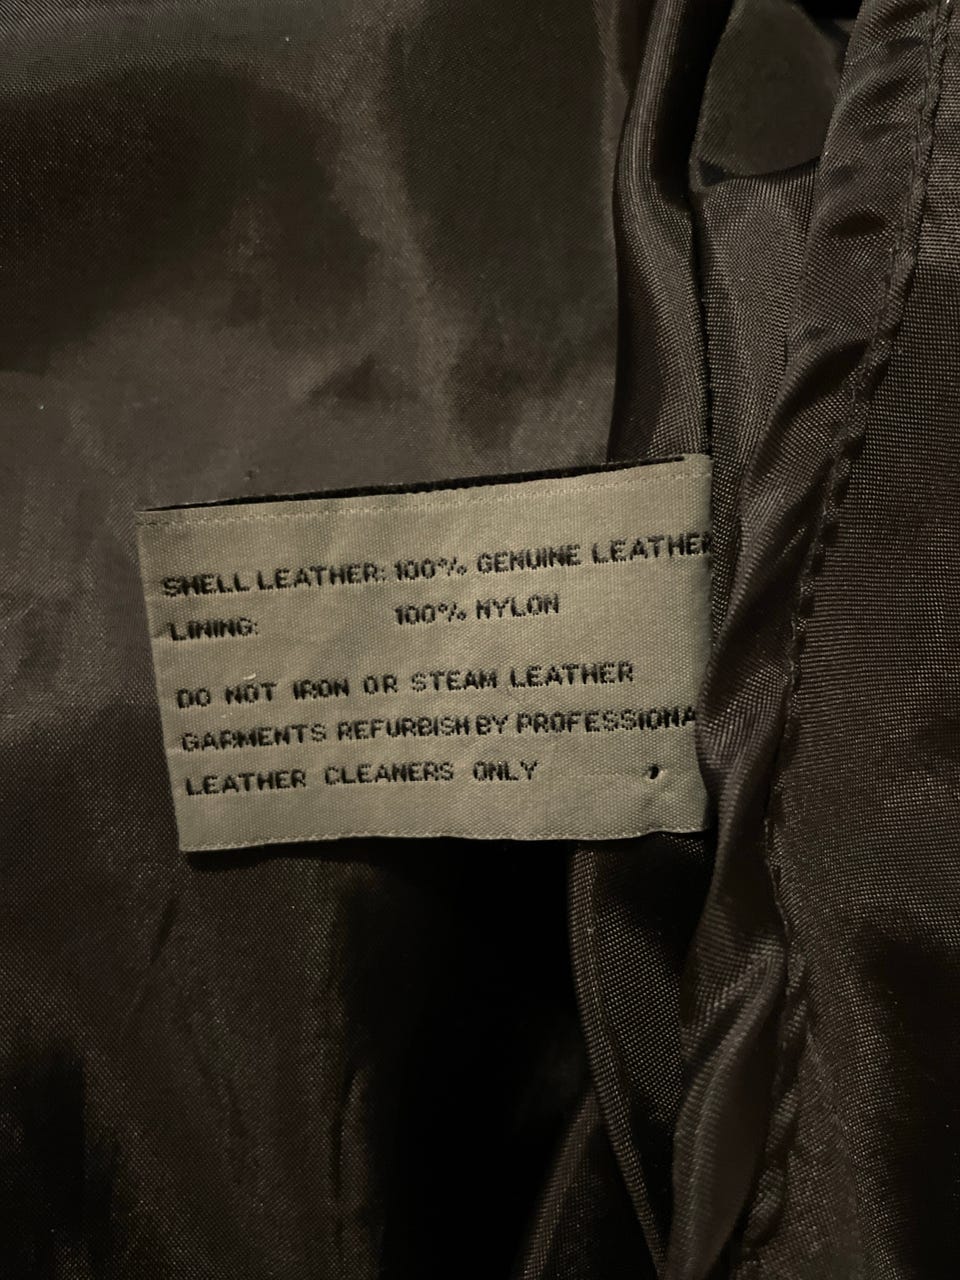 SHELL LEATHER: 100% GENUINE LEATHER
LINING: 100% NYLON
DO NOT IRON OR STEAM LEATHER
GARMENTS REFURBISH BY PROFESSIONA
LEATHER CLEANERS ONLY